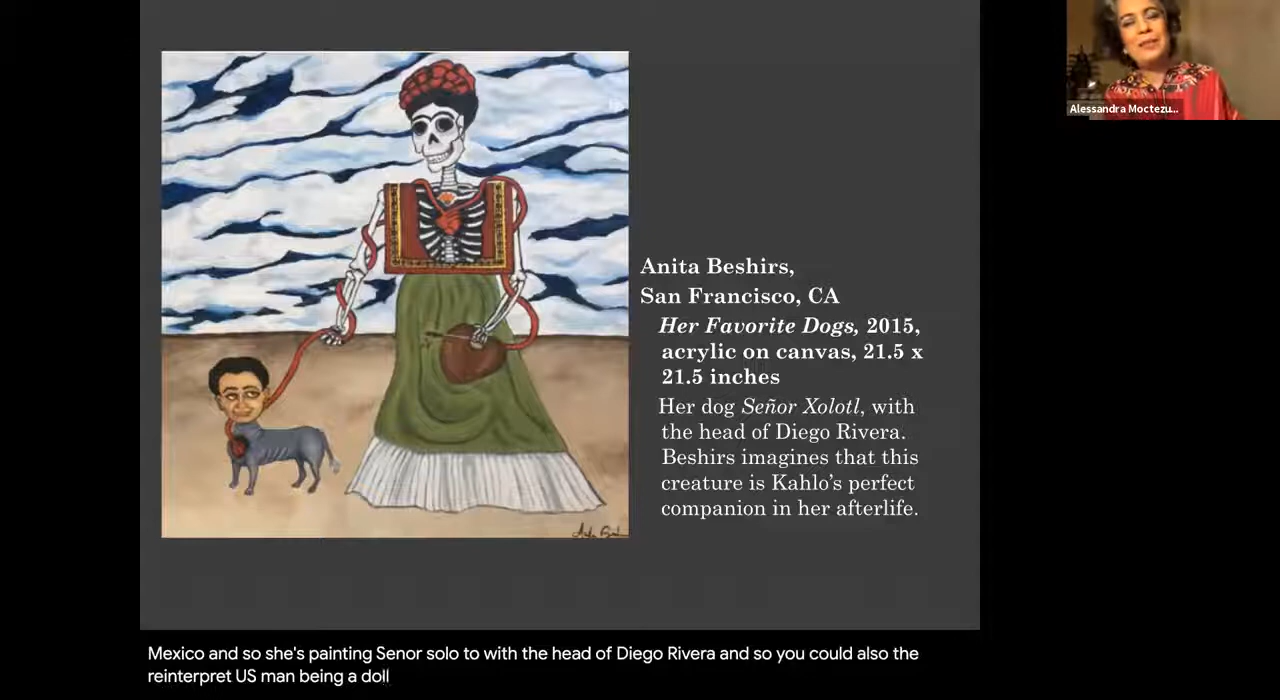 Alessandra Moctezu...
Anita Beshirs,
San Francisco, CA
Her Favorite Dogs, 2015,
acrylic on canvas, 21.5 x
21.5 inches
Her dog Señor Xolotl, with
the head of Diego Rivera.
Beshirs imagines that this
creature is Kahlo's perfect
companion in her afterlife.
Mexico and so she's painting Senor solo to with the head of Diego Rivera and so you could also the
reinterpret US man being a doll